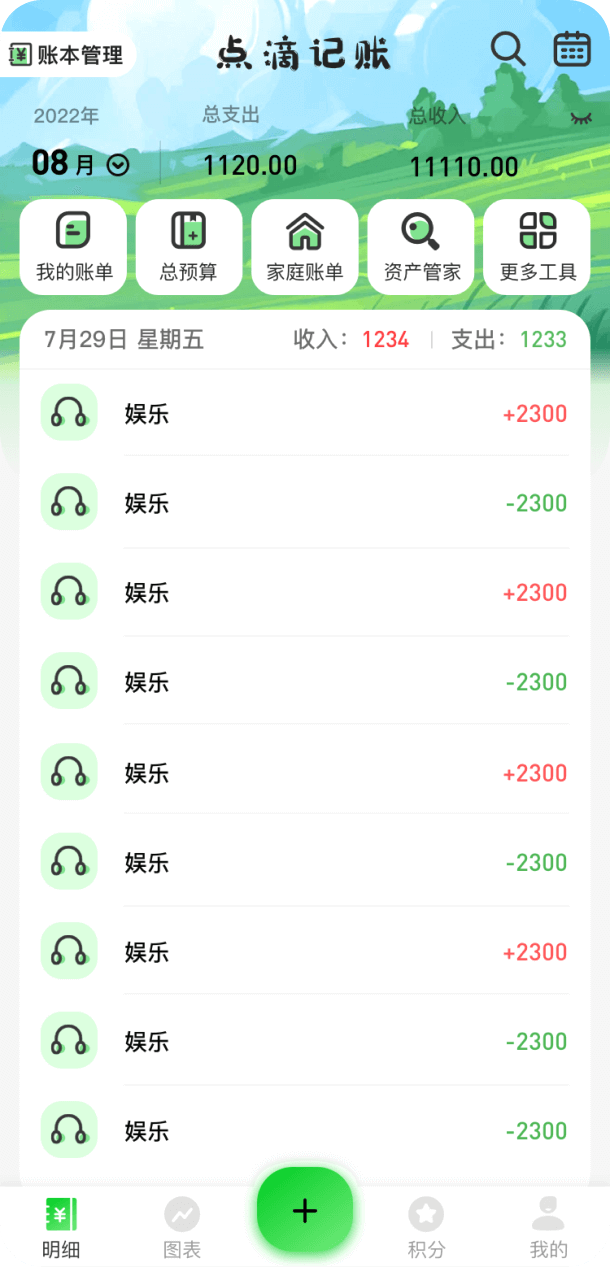 账本管理
点滴记账
2022年 总支出 总收入
08月 1120.00 11110.00
我的账单 总预算 家庭账单 资产管家 更多工具
7月29日 星期五 收入： 1234 支出： 1233
娱乐 +2300
娱乐 -2300
娱乐 +2300
娱乐 -2300
娱乐 +2300
娱乐 -2300
娱乐 +2300
娱乐 -2300
娱乐 -2300
明细 图表 积分 我的